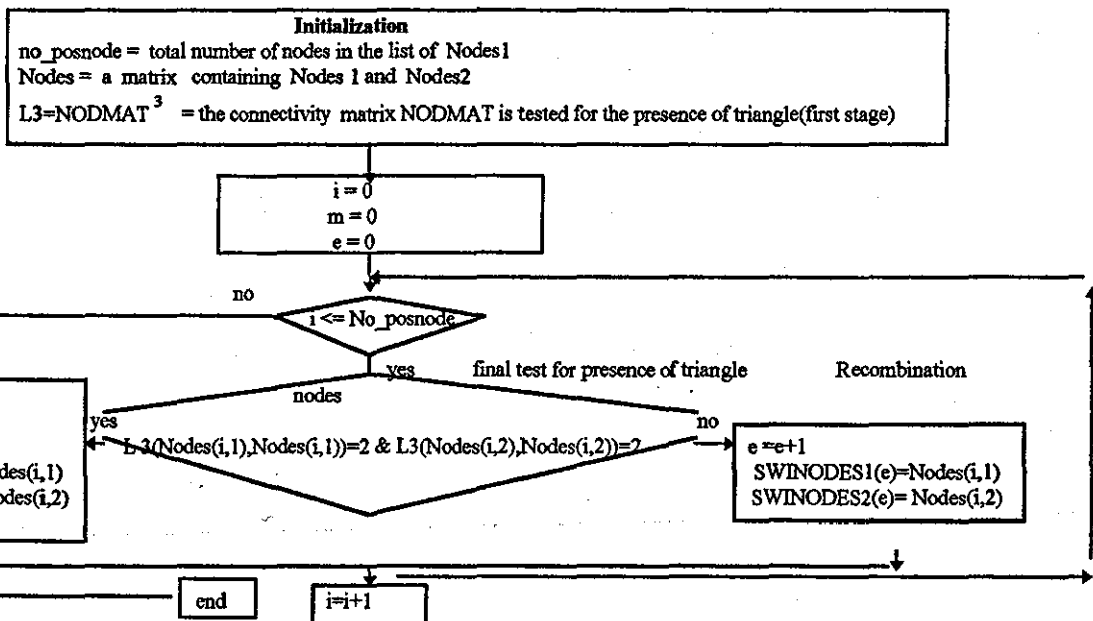 Initialization
no_posnode = total number of nodes in the list of Nodes1
Nodes = a matrix containing Nodes 1 and Nodes2
L3=NODMAT 3 = the connectivity matrix NODMAT is tested for the presence of triangle(first stage)
i = 0
m = 0
e = 0
no
i <= No_posnode
yes
final test for presence of triangle
Recombination
nodes
yes
no
L3(Nodes(i,1),Nodes(i,1))=2 & L3(Nodes(i,2),Nodes(i,2))=2
e =e+1
SWINODES1(e)=Nodes(i,1)
SWINODES2(e)= Nodes(i,2)
des(i,1)
odes(i,2)
end
i=i+1